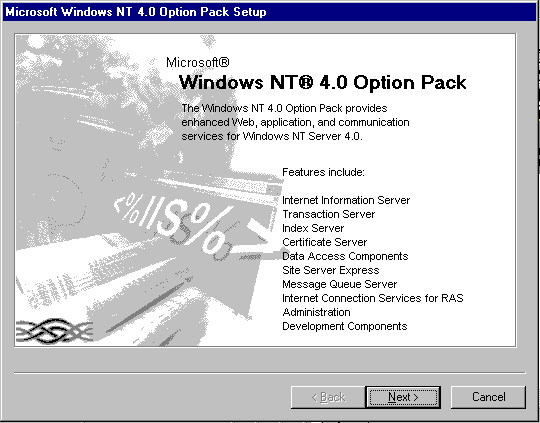 Microsoft Windows NT 4.0 Option Pack Setup
Microsoft®
Windows NT® 4.0 Option Pack
The Windows NT 4.0 Option Pack provides
enhanced Web, application, and communication
services for Windows NT Server 4.0.
Features include:
Internet Information Server
Transaction Server
Index Server
Certificate Server
Data Access Components
Site Server Express
Message Queue Server
Internet Connection Services for RAS
Administration
Development Components
<%IIS%>
< Back
Next >
Cancel